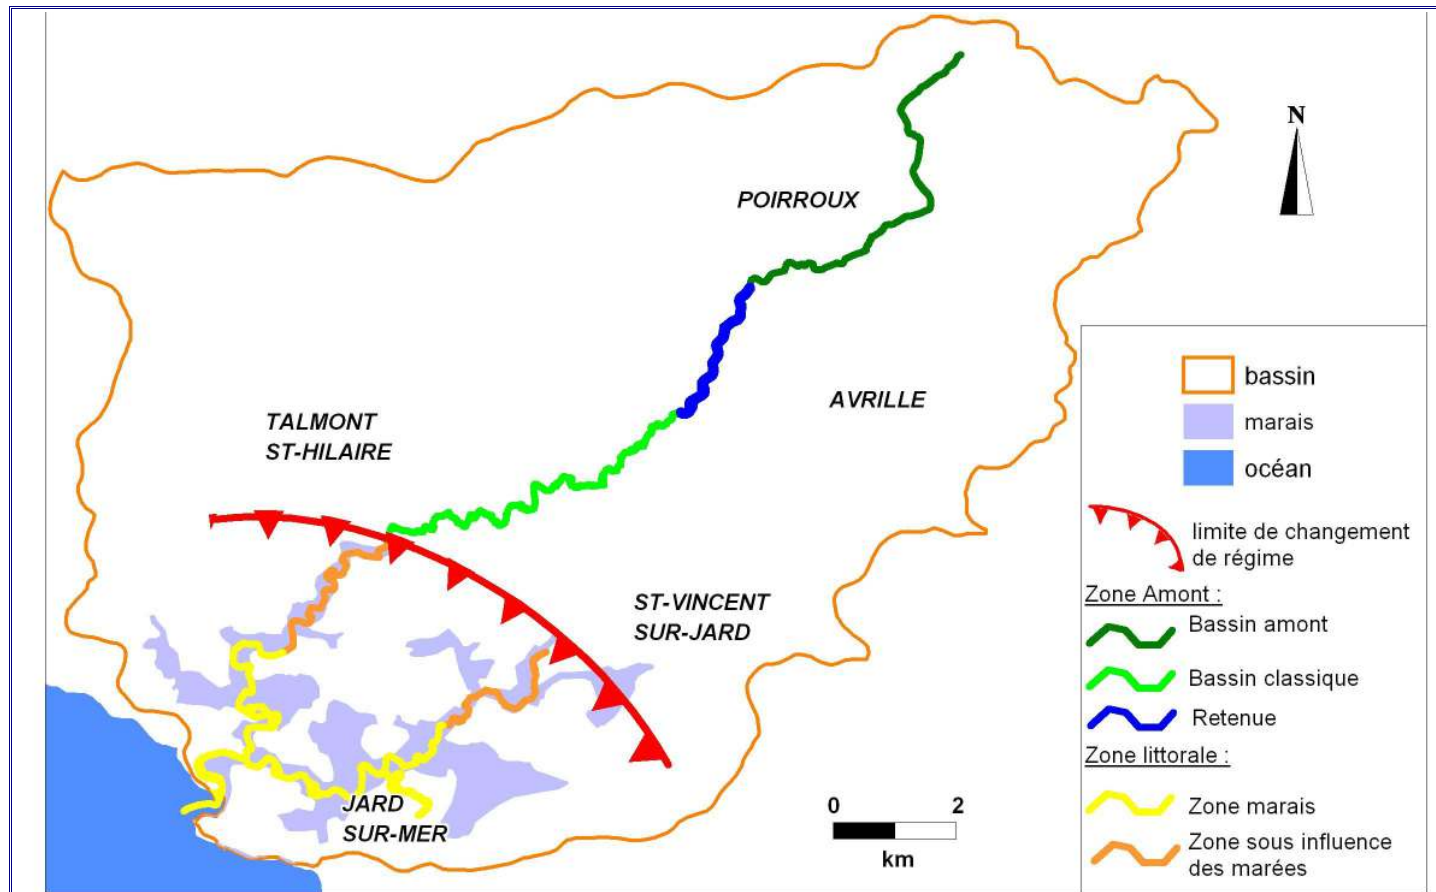 N
POIRROUX
AVRILLE
TALMONT
ST-HILAIRE
ST-VINCENT
SUR-JARD
JARD
SUR-MER
0 2
km
bassin
marais
océan
limite de changement
de régime
Zone Amont :
Bassin amont
Bassin classique
Retenue
Zone littorale :
Zone marais
Zone sous influence
des marées